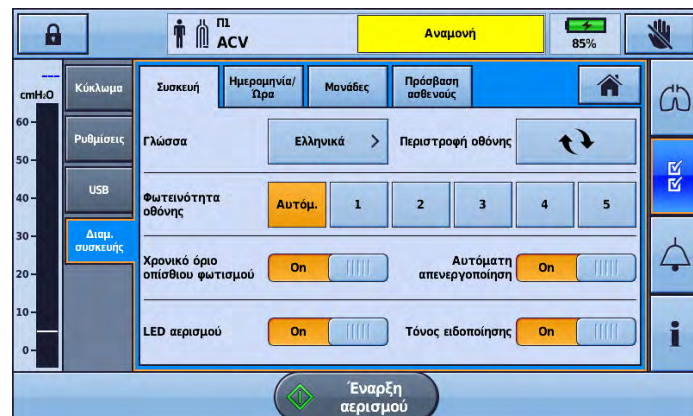 Π1
ACV
Αναμονή
85%
---
cmH₂O
60
50
40
30
20
10
0
Κύκλωμα
Ρυθμίσεις
USB
Διαμ.
συσκευής
Συσκευή
Ημερομηνία/
Ώρα
Μονάδες
Πρόσβαση
ασθενούς
Γλώσσα
Ελληνικά >
Περιστροφή οθόνης
Φωτεινότητα
οθόνης
Αυτόμ.
1
2
3
4
5
Χρονικό όριο
οπίσθιου φωτισμού
On
Αυτόματη
απενεργοποίηση
On
LED αερισμού
On
Τόνος ειδοποίησης
On
Έναρξη
αερισμού